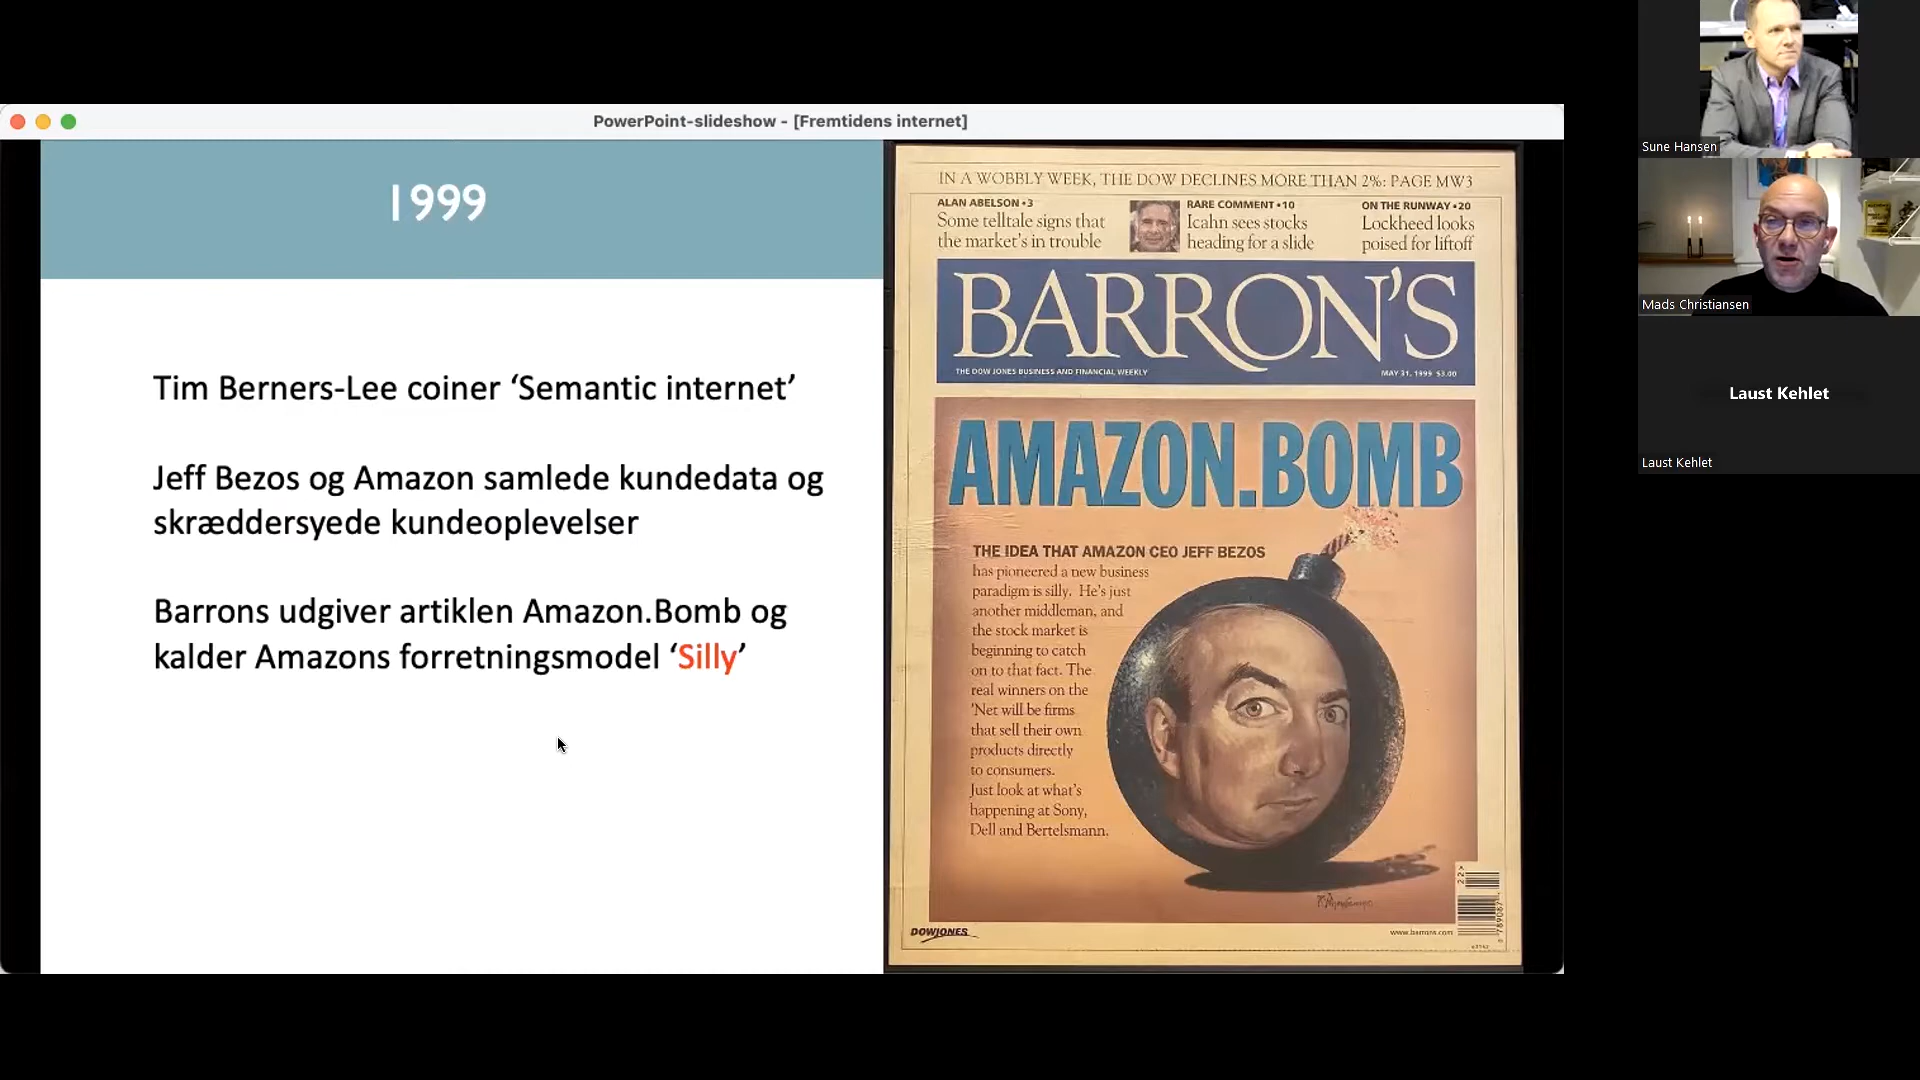 PowerPoint-slideshow - [Fremtidens internet]
1999
Tim Berners-Lee coiner ‘Semantic internet’
Jeff Bezos og Amazon samlede kundedata og
skræddersyede kundeoplevelser
Barrons udgiver artiklen Amazon.Bomb og
kalder Amazons forretningsmodel ‘Silly’
IN A WOBBLY WEEK, THE DOW DECLINES MORE THAN 2%: PAGE MW3
ALAN ABELSON •3
Some telltale signs that
the market's in trouble
RARE COMMENT •10
Icahn sees stocks
heading for a slide
ON THE RUNWAY •20
Lockheed looks
poised for liftoff
BARRON'S
THE DOW JONES BUSINESS AND FINANCIAL WEEKLY
MAY 31, 1999 $3.00
AMAZON.BOMB
THE IDEA THAT AMAZON CEO JEFF BEZOS
has pioneered a new business
paradigm is silly. He's just
another middleman, and
the stock market is
beginning to catch
on to that fact. The
real winners on the
'Net will be firms
that sell their own
products directly
to consumers.
Just look at what's
happening at Sony,
Dell and Bertelsmann.
DOWJONES
www.barrons.com
Sune Hansen
Mads Christiansen
Laust Kehlet
Laust Kehlet